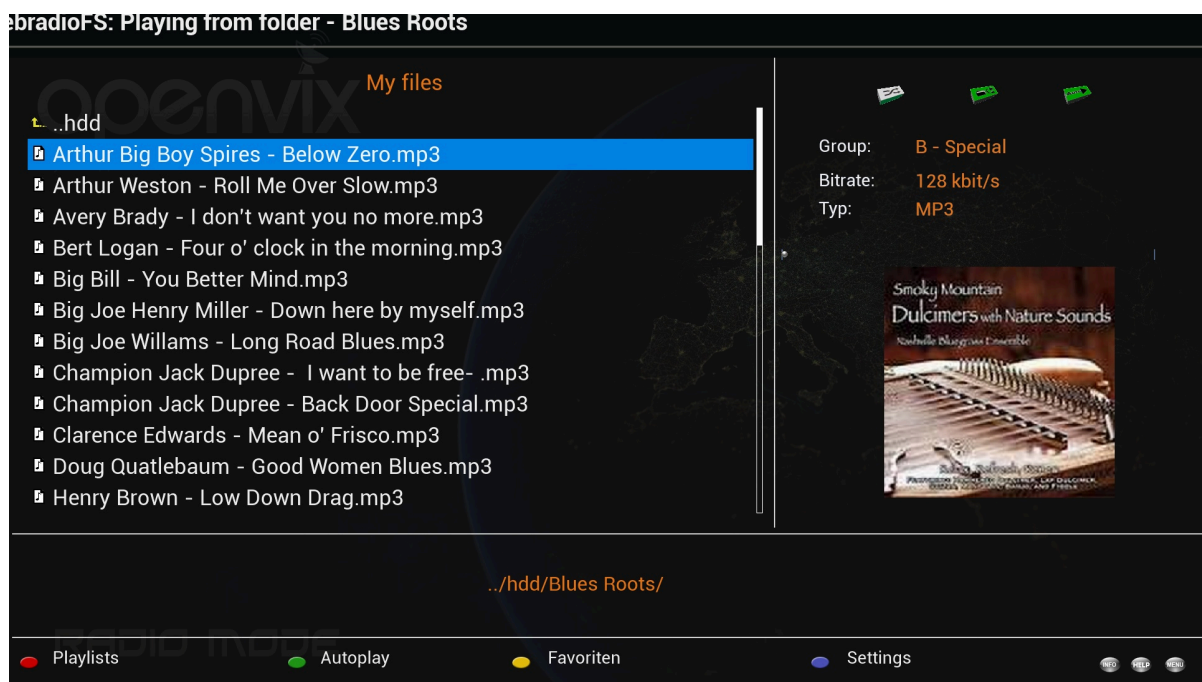 ebradioFS: Playing from folder - Blues Roots
openvix
My files
..hdd
Arthur Big Boy Spires - Below Zero.mp3
Arthur Weston - Roll Me Over Slow.mp3
Avery Brady - I don't want you no more.mp3
Bert Logan - Four o' clock in the morning.mp3
Big Bill - You Better Mind.mp3
Big Joe Henry Miller - Down here by myself.mp3
Big Joe Willams - Long Road Blues.mp3
Champion Jack Dupree -  I want to be free- .mp3
Champion Jack Dupree - Back Door Special.mp3
Clarence Edwards - Mean o' Frisco.mp3
Doug Quatlebaum - Good Women Blues.mp3
Henry Brown - Low Down Drag.mp3
Group: B - Special
Bitrate: 128 kbit/s
Typ: MP3
Smoky Mountain
Dulcimers with Nature Sounds
Nashville Bluegrass Ensemble
Relax, Refresh, Renew
../hdd/Blues Roots/
RADIO MODE
Playlists
Autoplay
Favoriten
Settings
INFO
HELP
MENU